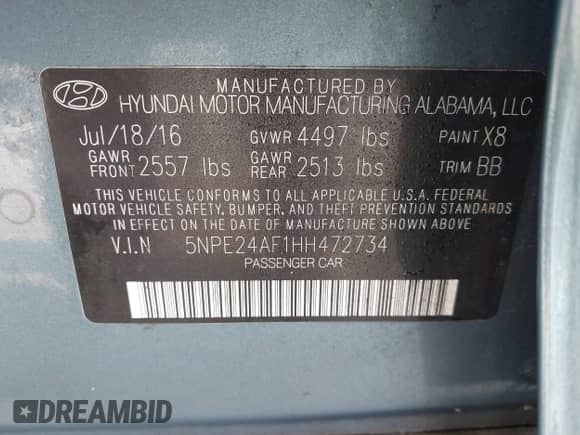 MANUFACTURED BY
HYUNDAI MOTOR MANUFACTURING ALABAMA, LLC
Jul/18/16 GVWR 4497 lbs PAINT X8
GAWR FRONT 2557 lbs GAWR REAR 2513 lbs TRIM BB
THIS VEHICLE CONFORMS TO ALL APPLICABLE U.S.A. FEDERAL
MOTOR VEHICLE SAFETY, BUMPER, AND THEFT PREVENTION STANDARDS
IN EFFECT ON THE DATE OF MANUFACTURE SHOWN ABOVE
V.I.N 5NPE24AF1HH472734
PASSENGER CAR
DREAMBID